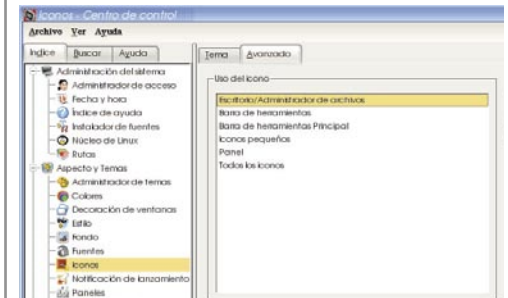 Iconos - Centro de control
Archivo Ver Ayuda
Indice Buscar Ayuda
Administración del sistema
Administrador de acceso
Fecha y hora
Indice de ayuda
Instalador de fuentes
Núcleo de Linux
Rutas
Aspecto y Temas
Administrador de temas
Colores
Decoración de ventanas
Estilo
Fondo
Fuentes
Iconos
Notificación de lanzamiento
Paneles
Tema Avanzado
Uso del icono
Escritorio/Administrador de archivos
Barra de herramientas
Barra de herramientas Principal
Iconos pequeños
Panel
Todos los iconos